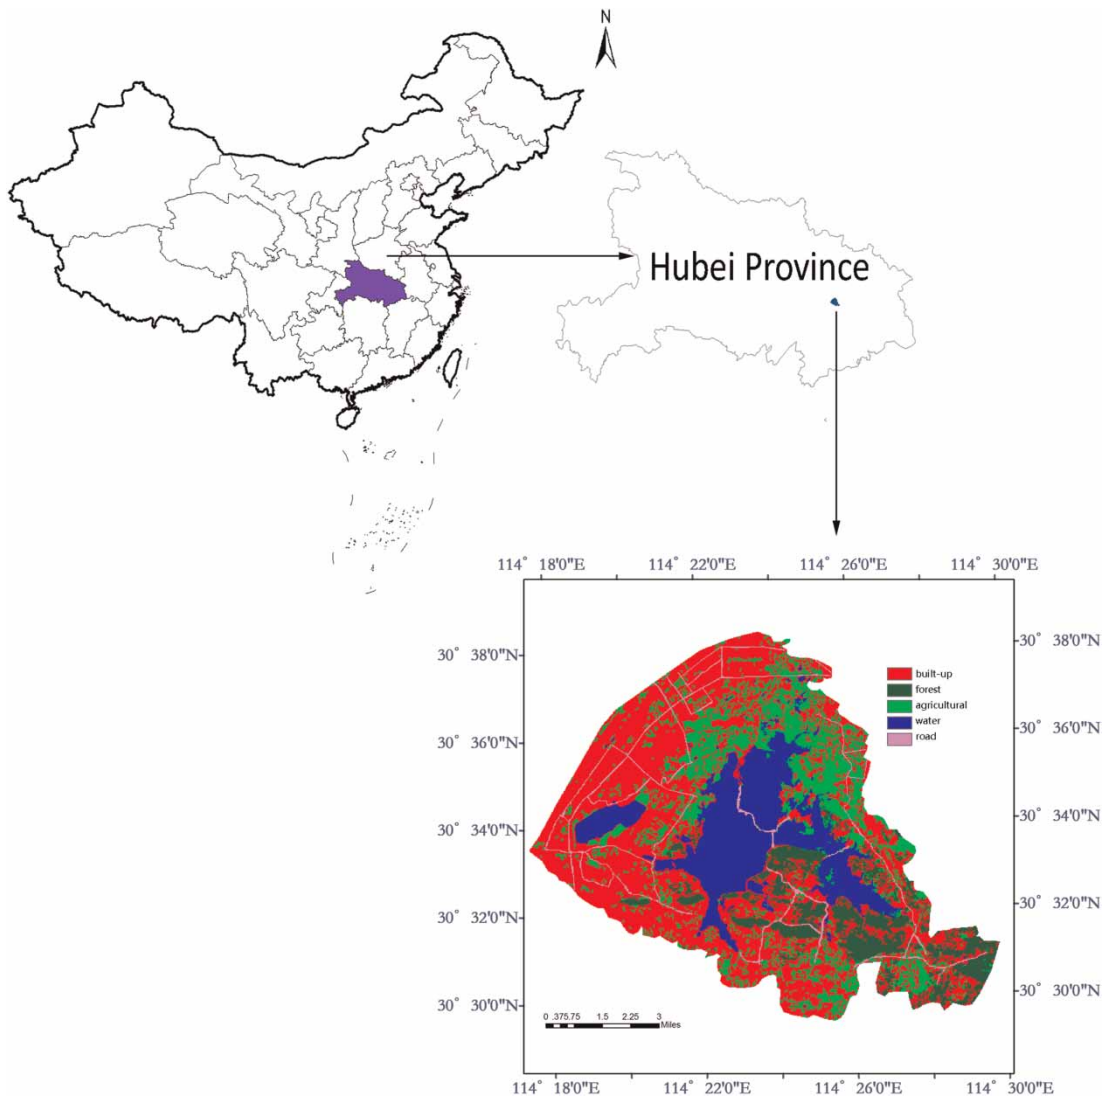 N
Hubei Province
114° 18'0"E 114° 22'0"E 114° 26'0"E 114° 30'0"E
30° 38'0"N 30° 38'0"N
30° 36'0"N 30° 36'0"N
30° 34'0"N 30° 34'0"N
30° 32'0"N 30° 32'0"N
30° 30'0"N 30° 30'0"N
built-up
forest
agricultural
water
road
0 .375.75 1.5 2.25 3
Miles
114° 18'0"E 114° 22'0"E 114° 26'0"E 114° 30'0"E